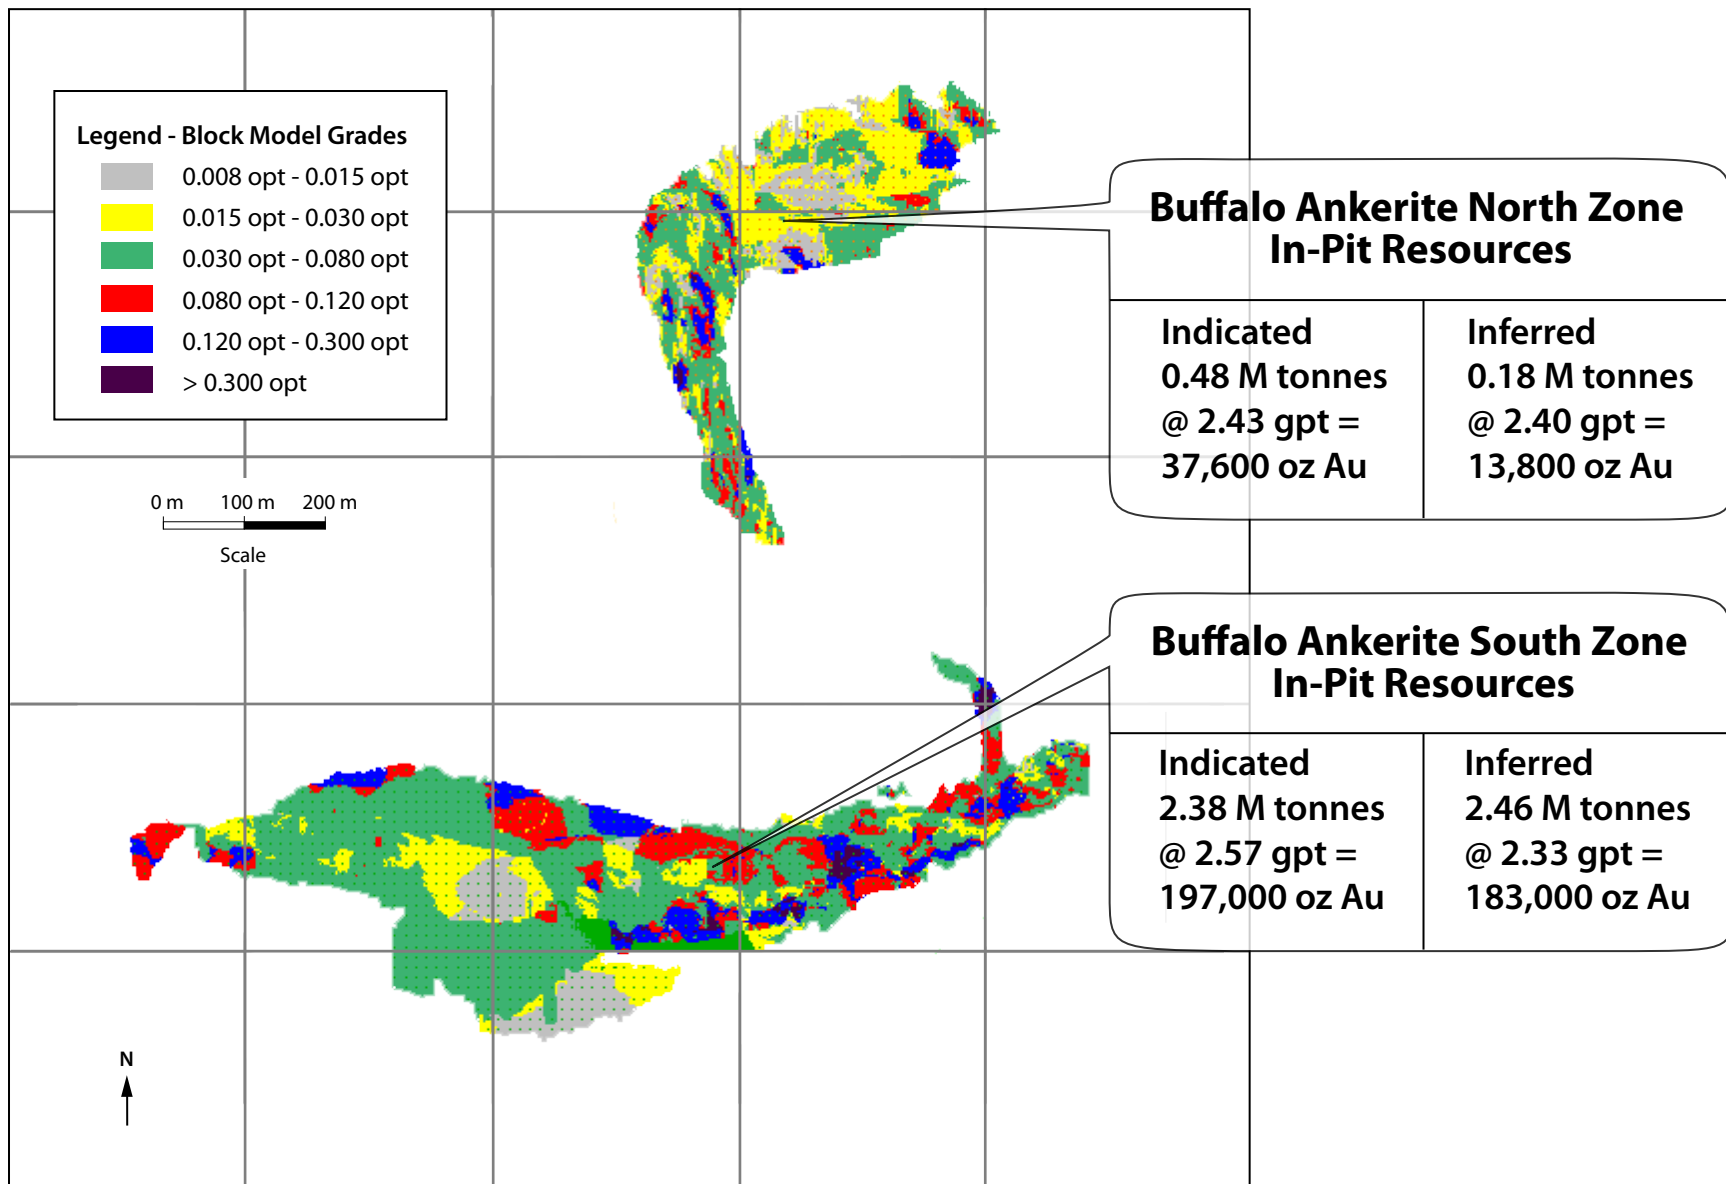 Legend - Block Model Grades
0.008 opt - 0.015 opt
0.015 opt - 0.030 opt
0.030 opt - 0.080 opt
0.080 opt - 0.120 opt
0.120 opt - 0.300 opt
> 0.300 opt
0 m 100 m 200 m
Scale
Buffalo Ankerite North Zone
In-Pit Resources
Indicated
0.48 M tonnes
@ 2.43 gpt =
37,600 oz Au
Inferred
0.18 M tonnes
@ 2.40 gpt =
13,800 oz Au
Buffalo Ankerite South Zone
In-Pit Resources
Indicated
2.38 M tonnes
@ 2.57 gpt =
197,000 oz Au
Inferred
2.46 M tonnes
@ 2.33 gpt =
183,000 oz Au
N